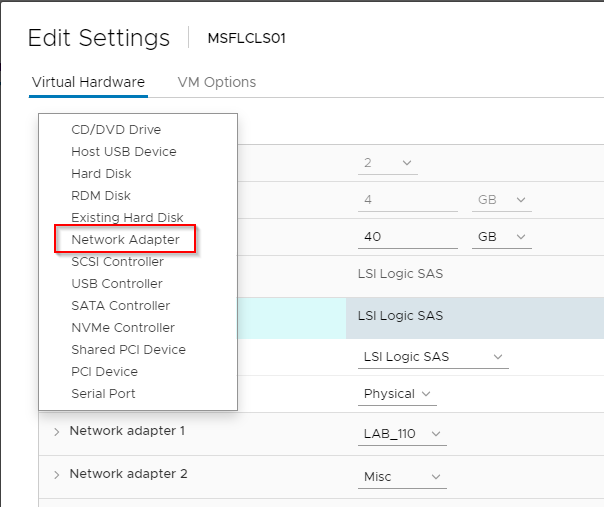 Edit Settings MSFLCLS01
Virtual Hardware VM Options
CD/DVD Drive
Host USB Device
2
Hard Disk
RDM Disk
4 GB
Existing Hard Disk
Network Adapter
40 GB
SCSI Controller
LSI Logic SAS
USB Controller
SATA Controller
LSI Logic SAS
NVMe Controller
Shared PCI Device
LSI Logic SAS
PCI Device
Serial Port
Physical
Network adapter 1 LAB_110
Network adapter 2 Misc